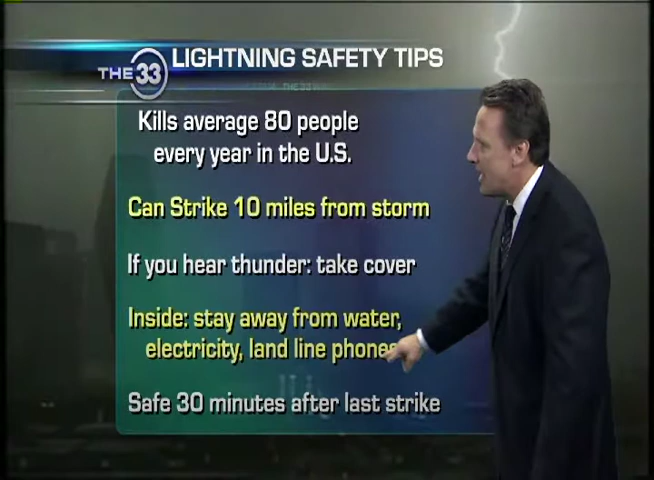 THE 33 LIGHTNING SAFETY TIPS
Kills average 80 people
every year in the U.S.
Can Strike 10 miles from storm
If you hear thunder: take cover
Inside: stay away from water,
electricity, land line phones
Safe 30 minutes after last strike